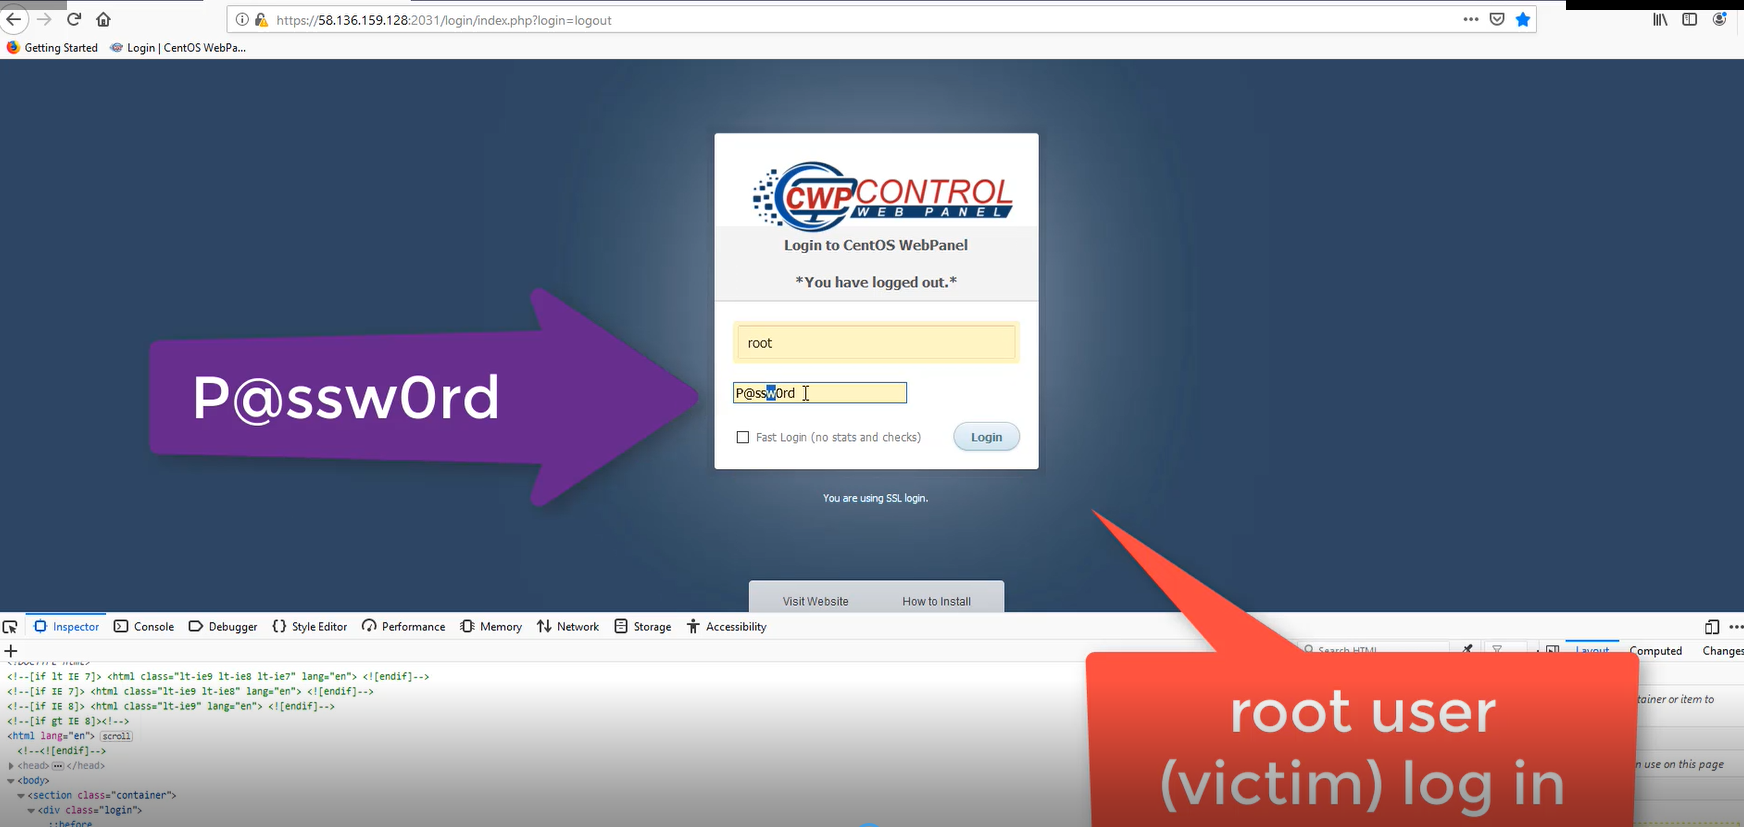 https://58.136.159.128:2031/login/index.php?login=logout
Getting Started Login | CentOS WebPa...
CWP CONTROL
WEB PANEL
Login to CentOS WebPanel
*You have logged out.*
root
P@ssw0rd
P@ssw0rd
Fast Login (no stats and checks) Login
You are using SSL login.
Visit Website How to Install
Inspector Console Debugger Style Editor Performance Memory Network Storage Accessibility
Search HTML Layout Computed Changes
<!DOCTYPE HTML>
<!--[if lt IE 7]> <html class="lt-ie9 lt-ie8 lt-ie7" lang="en"> <![endif]-->
<!--[if IE 7]> <html class="lt-ie9 lt-ie8" lang="en"> <![endif]-->
<!--[if IE 8]> <html class="lt-ie9" lang="en"> <![endif]-->
<!--[if gt IE 8]><!-->
<html lang="en"> scroll
<!--<![endif]-->
<head> ... </head>
<body>
<section class="container">
<div class="login">
::before
tainer or item to
n use on this page
root user
(victim) log in